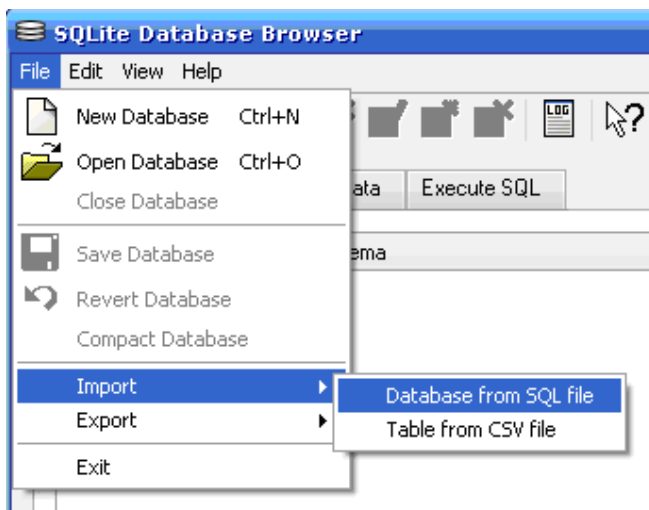 SQLite Database Browser
File Edit View Help
New Database Ctrl+N
LOG
?
Open Database Ctrl+O
ata Execute SQL
Close Database
Save Database
ema
Revert Database
Compact Database
Import
Database from SQL file
Export
Table from CSV file
Exit